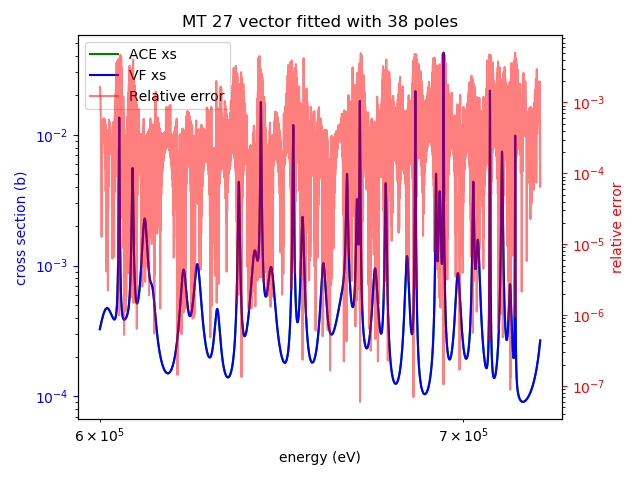 MT 27 vector fitted with 38 poles
ACE xs
VF xs
Relative error
cross section (b)
10⁻²
10⁻³
10⁻⁴
10⁻³
10⁻⁴
10⁻⁵
10⁻⁶
10⁻⁷
relative error
6 × 10⁵
7 × 10⁵
energy (eV)